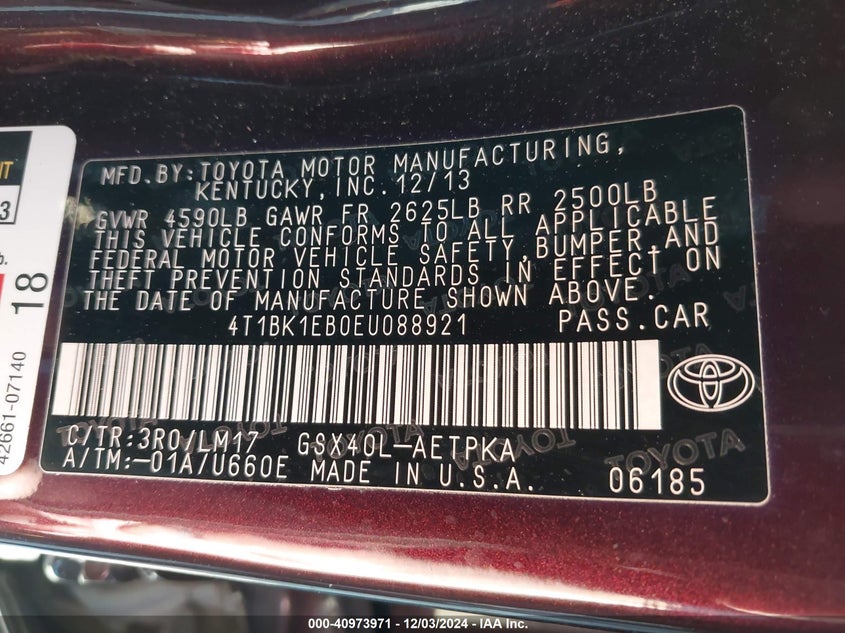 MFD.BY:TOYOTA MOTOR MANUFACTURING,
KENTUCKY,INC.12/13
GVWR 4590LB GAWR FR 2625LB RR 2500LB
THIS VEHICLE CONFORMS TO ALL APPLICABLE
FEDERAL MOTOR VEHICLE SAFETY,BUMPER,AND
THEFT PREVENTION STANDARDS IN EFFECT ON
THE DATE OF MANUFACTURE SHOWN ABOVE.
4T1BK1EB0EU088921 PASS.CAR
C/TR:3R0/LM17 GSX40L-AETPKA
A/TM:-01A/U660E MADE IN U.S.A. 06185
18
42661-07140
TOYOTA
000-40973971 - 12/03/2024 - IAA Inc.